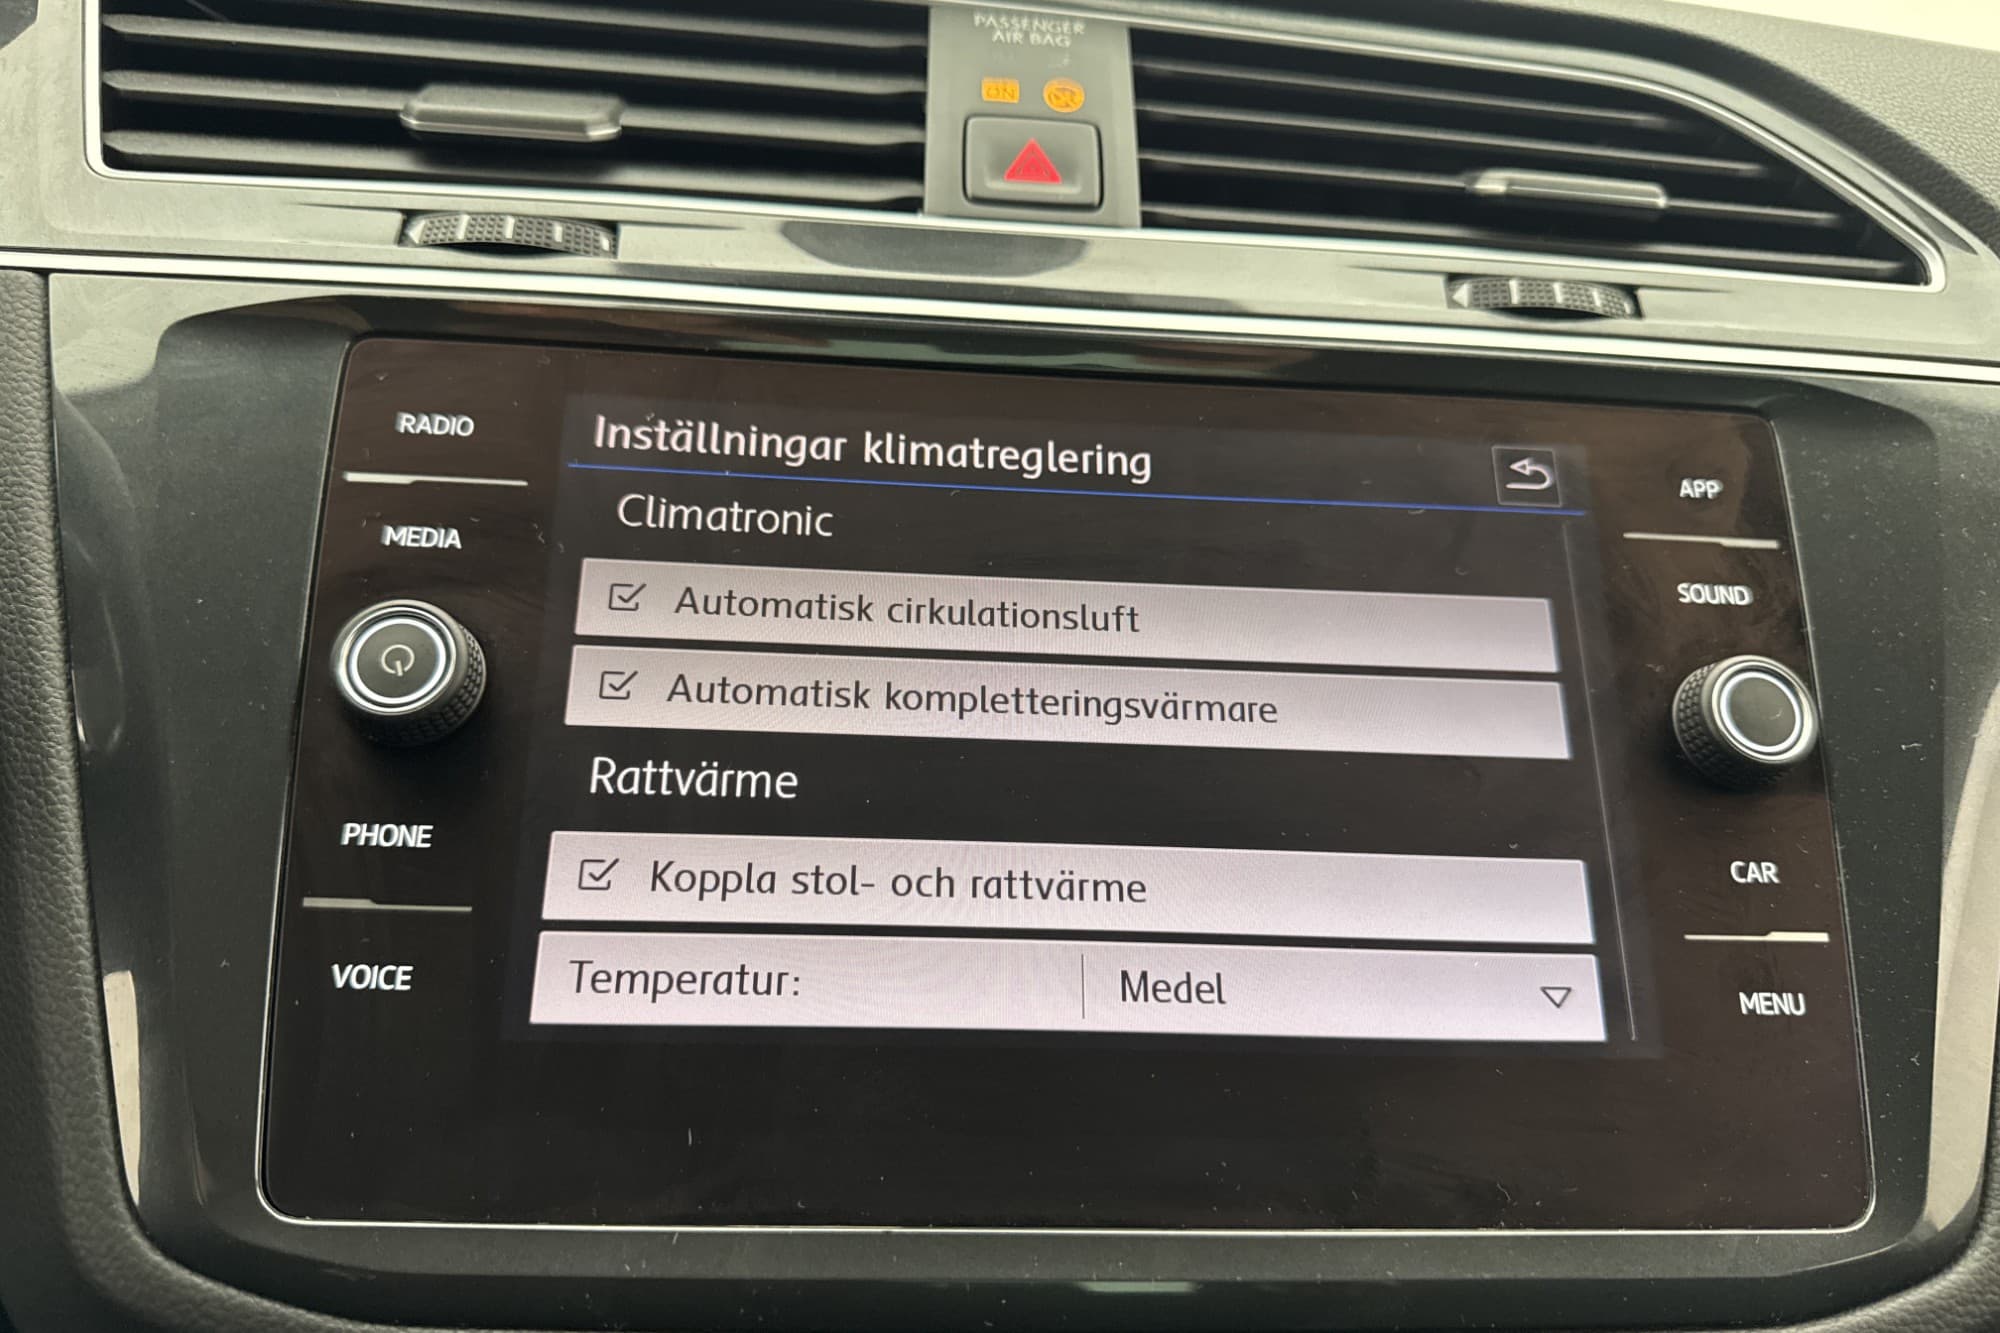 PASSENGER
AIR BAG
ON
RADIO
MEDIA
PHONE
VOICE
Inställningar klimatreglering
Climatronic
Automatisk cirkulationsluft
Automatisk kompletteringsvärmare
Rattvärme
Koppla stol- och rattvärme
Temperatur: Medel
APP
SOUND
CAR
MENU